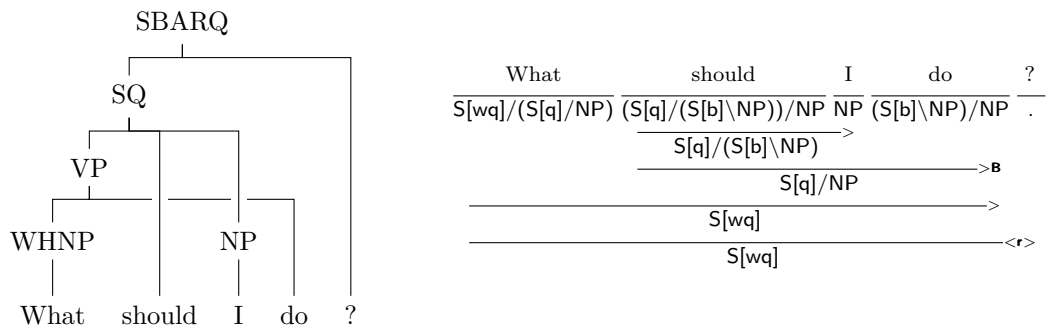 SBARQ
SQ
VP
WHNP NP
What should I do ?
What should I do ?
S[wq]/(S[q]/NP) (S[q]/(S[b]\NP))/NP NP (S[b]\NP)/NP .
>
S[q]/(S[b]\NP)
>B
S[q]/NP
>
S[wq]
<r>
S[wq]